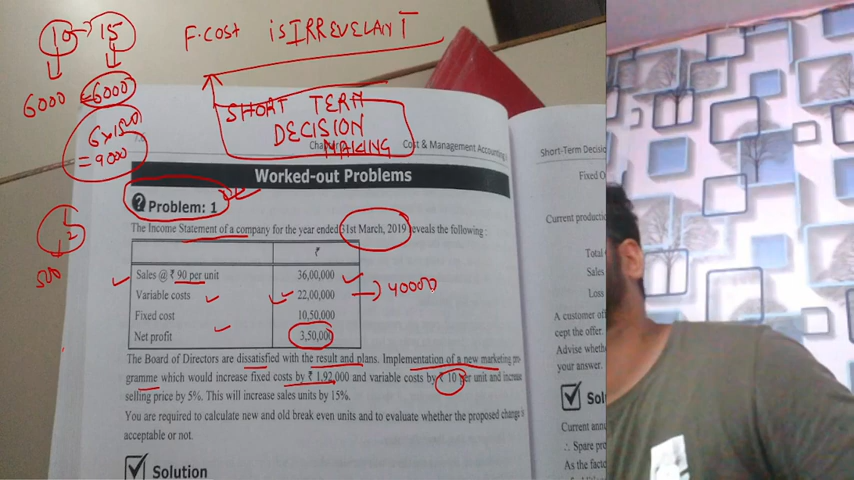 10 → 15
F.cost is IRREVELANT
6000 6000
6x1500
= 9000
SHORT TERM
DECISION
MAKING
Cost & Management Accounting
Worked-out Problems
Problem: 1
The Income Statement of a company for the year ended 31st March, 2019 reveals the following :
₹
Sales @ ₹ 90 per unit 36,00,000
Variable costs 22,00,000 → 40000
Fixed cost 10,50,000
Net profit 3,50,000
The Board of Directors are dissatisfied with the result and plans. Implementation of a new marketing pro-
gramme which would increase fixed costs by ₹ 1,92,000 and variable costs by ₹ 10 per unit and increase
selling price by 5%. This will increase sales units by 15%.
You are required to calculate new and old break even units and to evaluate whether the proposed change is
acceptable or not.
Solution
1
2
500
Short-Term Decisio
Fixed O
Current productio
Total
Sales
Loss
A customer of
cept the offer.
Advise wheth
your answer.
Sol
Current ann
∴ Spare pro
As the facto